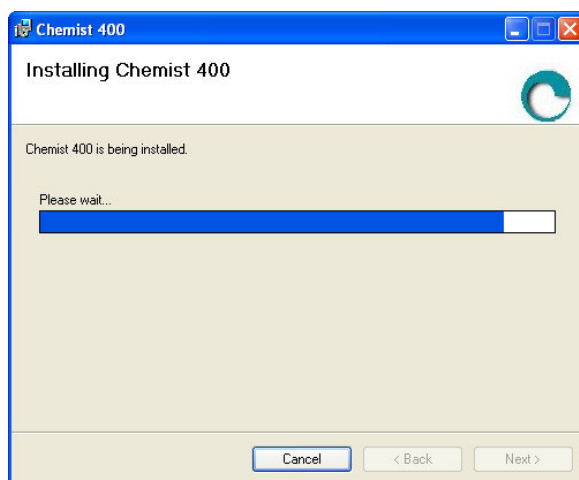 Chemist 400
Installing Chemist 400
Chemist 400 is being installed.
Please wait...
Cancel
< Back
Next >